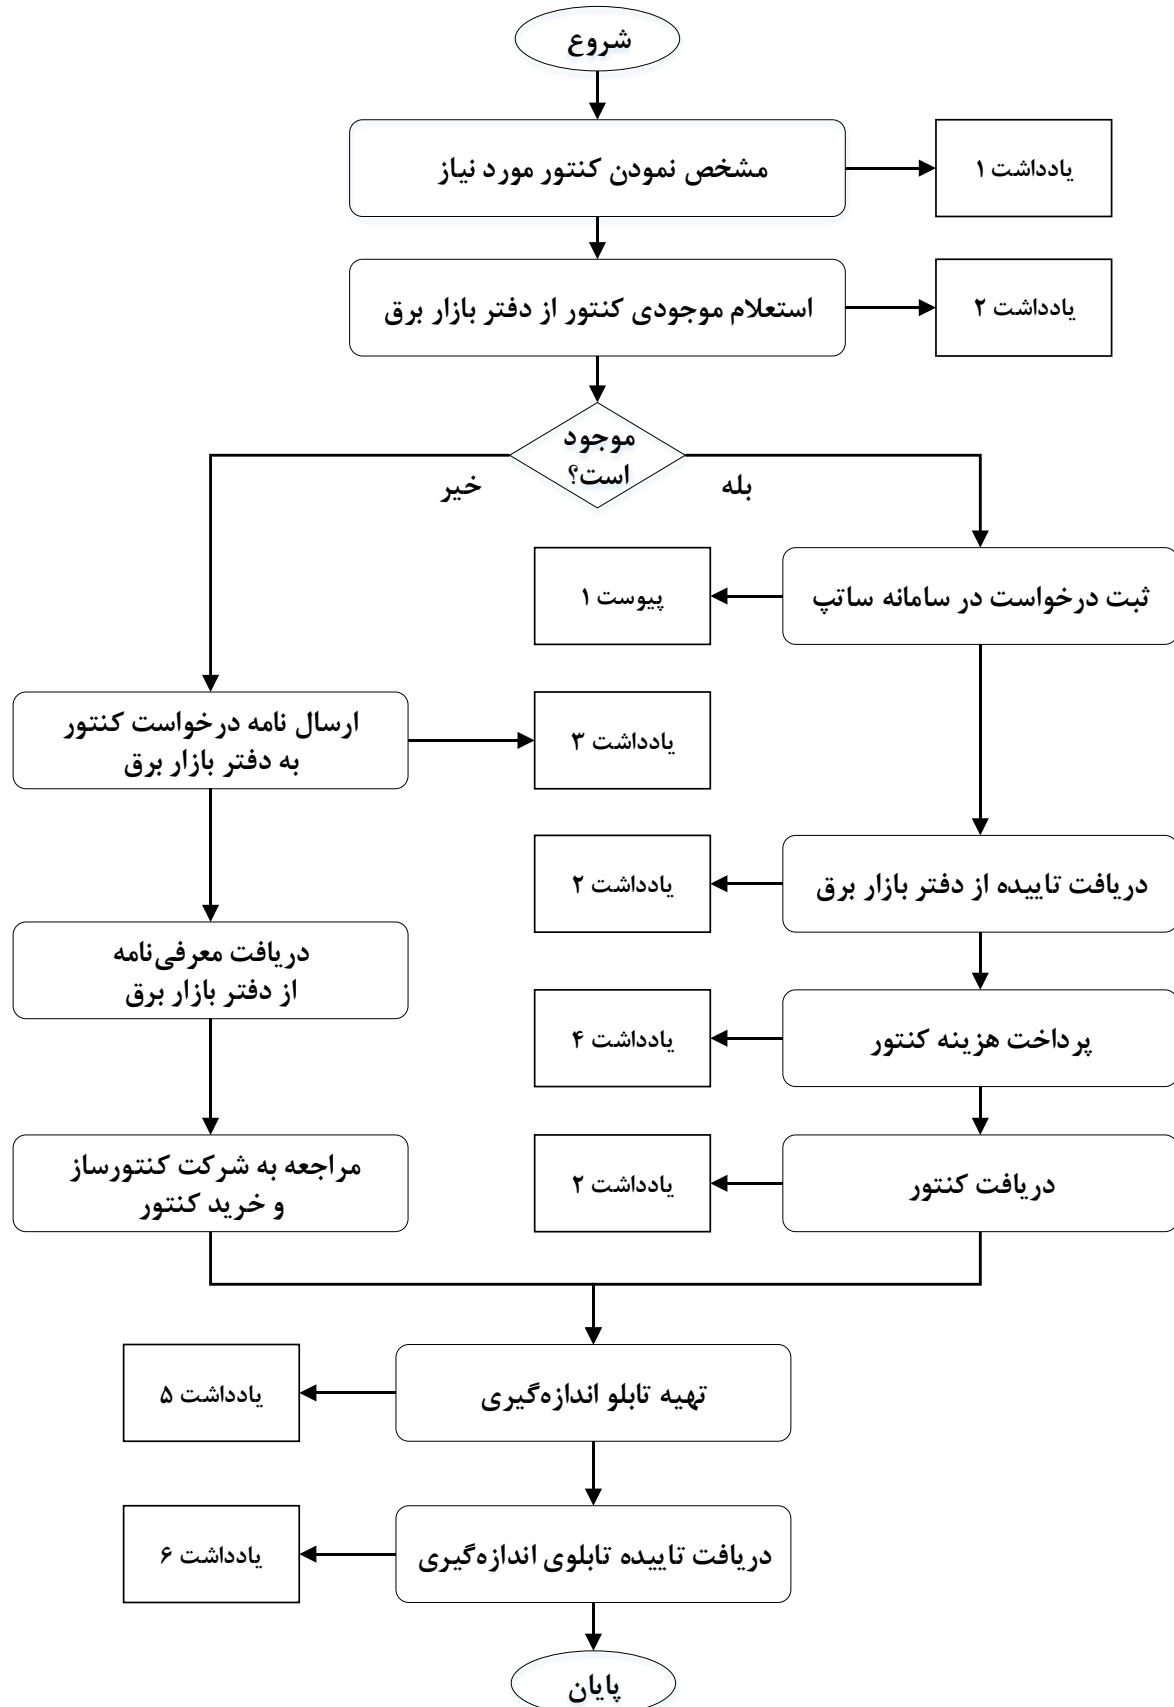 شروع
مشخص نمودن کنتور مورد نیاز
یادداشت ۱
استعلام موجودی کنتور از دفتر بازار برق
یادداشت ۲
موجود
است؟
بله
خیر
ثبت درخواست در سامانه ساتپ
پیوست ۱
ارسال نامه درخواست کنتور
به دفتر بازار برق
یادداشت ۳
دریافت تاییده از دفتر بازار برق
یادداشت ۲
دریافت معرفی‌نامه
از دفتر بازار برق
پرداخت هزینه کنتور
یادداشت ۴
مراجعه به شرکت کنتورساز
و خرید کنتور
دریافت کنتور
یادداشت ۲
تهیه تابلو اندازه‌گیری
یادداشت ۵
دریافت تاییده تابلوی اندازه‌گیری
یادداشت ۶
پایان